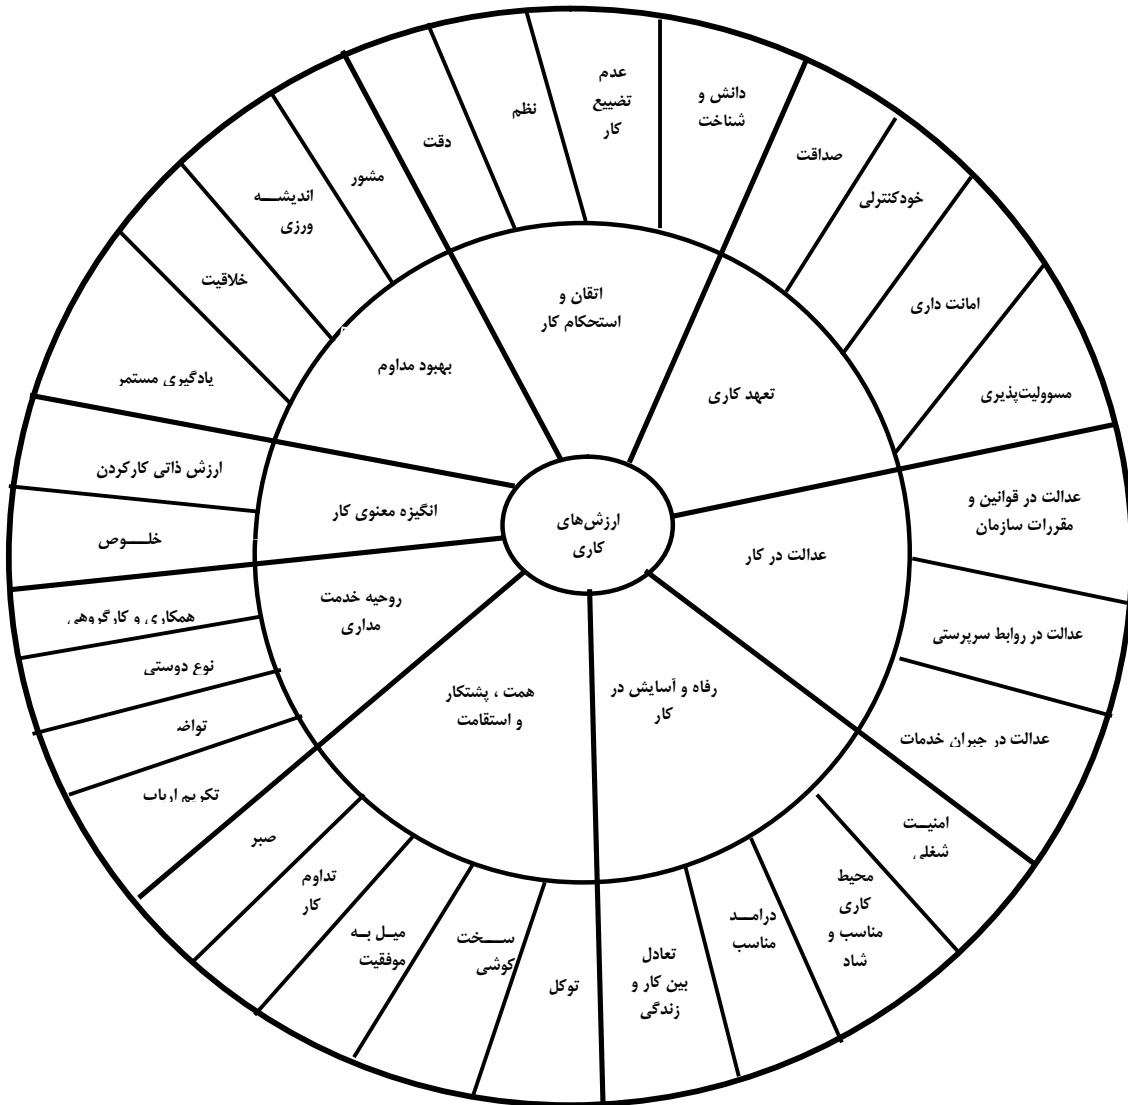 ارزش‌های
کاری
اتقان و
استحکام کار
تعهد کاری
عدالت در کار
رفاه و آسایش در
کار
همت ، پشتکار
و استقامت
روحیه خدمت
مداری
انگیزه معنوی کار
بهبود مداوم
دانش و
شناخت
عدم
تضییع
کار
نظم
دقت
صداقت
خودکنترلی
امانت داری
مسوولیت‌پذیری
عدالت در قوانین و
مقررات سازمان
عدالت در روابط سرپرستی
عدالت در جبران خدمات
امنیت
شغلی
محیط
کاری
مناسب و
شاد
درامد
مناسب
تعادل
بین کار و
زندگی
توکل
سخت
کوشی
میل به
موفقیت
تداوم
کار
صبر
تکریم ارباب
تواض
نوع دوستی
همکاری و کارگروهی
خلوص
ارزش ذاتی کارکردن
یادگیری مستمر
خلاقیت
اندیشه
ورزی
مشور